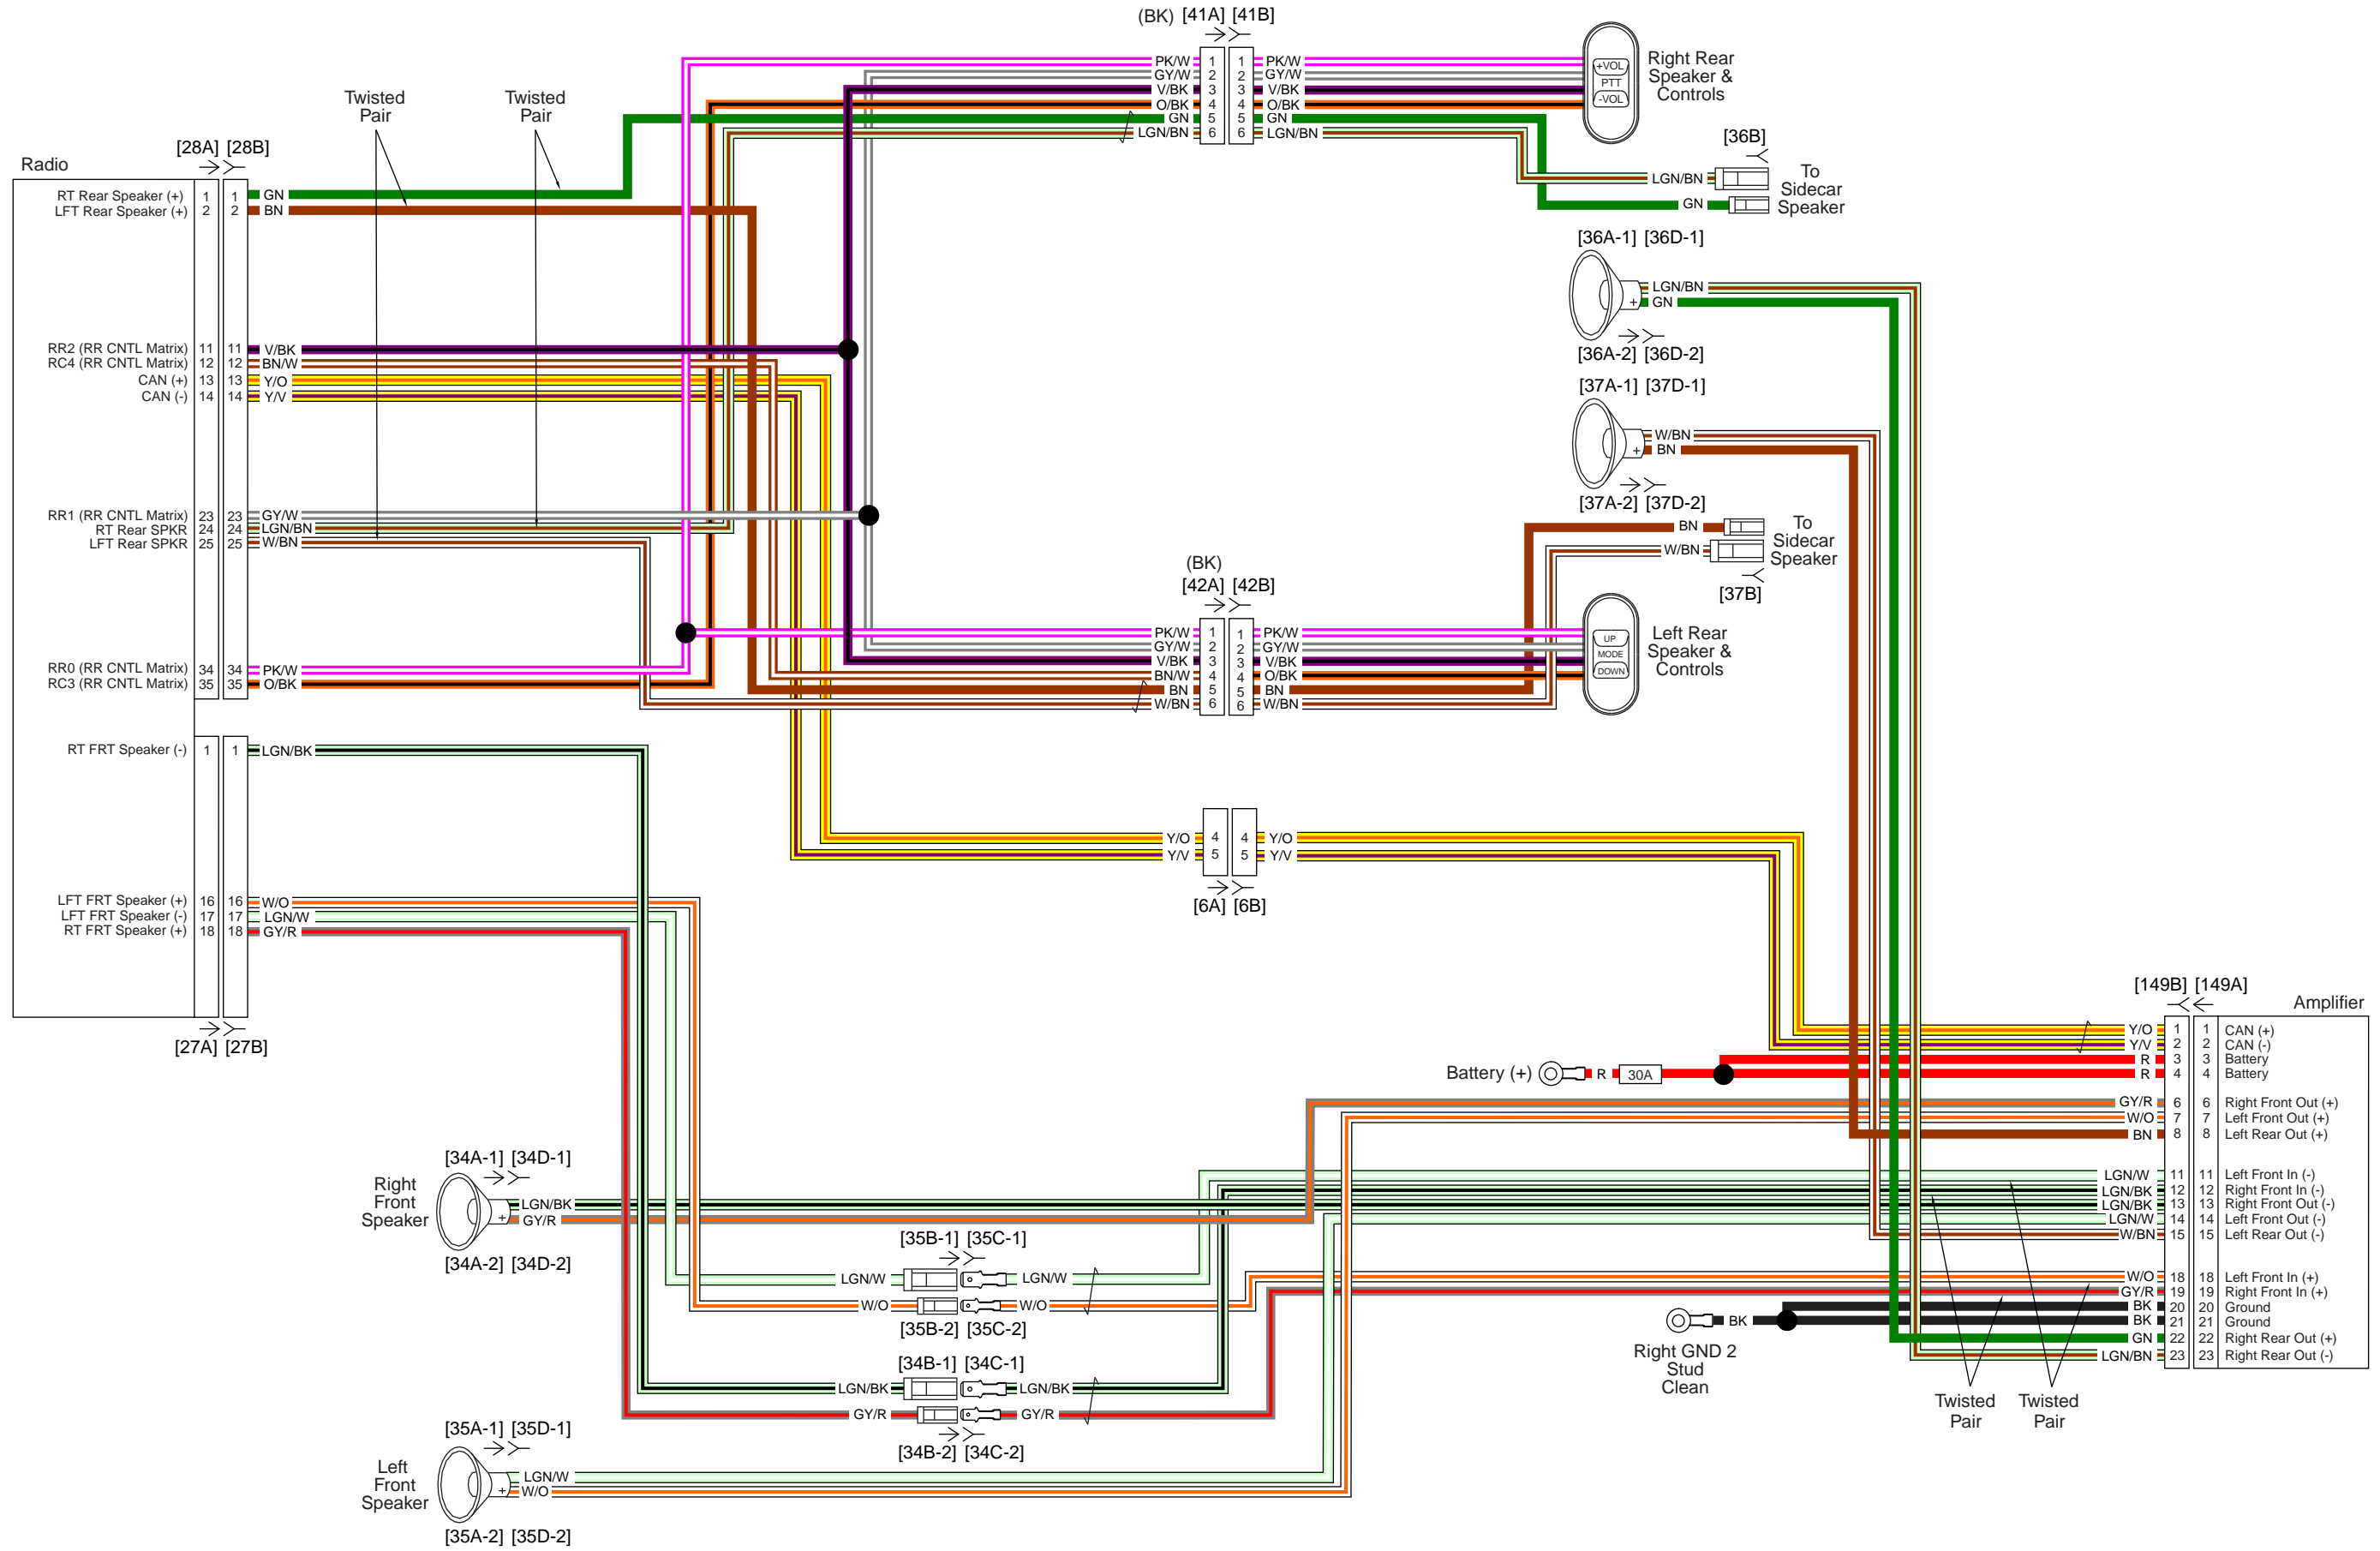 (BK) [41A] [41B]
PK/W 1 1 PK/W
GY/W 2 2 GY/W
V/BK 3 3 V/BK
O/BK 4 4 O/BK
GN 5 5 GN
LGN/BN 6 6 LGN/BN
+VOL
PTT
-VOL
Right Rear
Speaker &
Controls
Twisted
Pair
Twisted
Pair
[36B]
LGN/BN
GN
To
Sidecar
Speaker
[28A] [28B]
Radio
RT Rear Speaker (+) 1 1 GN
LFT Rear Speaker (+) 2 2 BN
RR2 (RR CNTL Matrix) 11 11 V/BK
RC4 (RR CNTL Matrix) 12 12 BN/W
CAN (+) 13 13 Y/O
CAN (-) 14 14 Y/V
RR1 (RR CNTL Matrix) 23 23 GY/W
RT Rear SPKR 24 24 LGN/BN
LFT Rear SPKR 25 25 W/BN
RR0 (RR CNTL Matrix) 34 34 PK/W
RC3 (RR CNTL Matrix) 35 35 O/BK
RT FRT Speaker (-) 1 1 LGN/BK
LFT FRT Speaker (+) 16 16 W/O
LFT FRT Speaker (-) 17 17 LGN/W
RT FRT Speaker (+) 18 18 GY/R
[27A] [27B]
[36A-1] [36D-1]
LGN/BN
+ GN
[36A-2] [36D-2]
[37A-1] [37D-1]
W/BN
+ BN
[37A-2] [37D-2]
BN
W/BN
To
Sidecar
Speaker
[37B]
(BK)
[42A] [42B]
PK/W 1 1 PK/W
GY/W 2 2 GY/W
V/BK 3 3 V/BK
BN/W 4 4 O/BK
BN 5 5 BN
W/BN 6 6 W/BN
UP
MODE
DOWN
Left Rear
Speaker &
Controls
Y/O 4 4 Y/O
Y/V 5 5 Y/V
[6A] [6B]
[149B] [149A]
Amplifier
Y/O 1 1 CAN (+)
Y/V 2 2 CAN (-)
R 3 3 Battery
R 4 4 Battery
GY/R 6 6 Right Front Out (+)
W/O 7 7 Left Front Out (+)
BN 8 8 Left Rear Out (+)
LGN/W 11 11 Left Front In (-)
LGN/BK 12 12 Right Front In (-)
LGN/BK 13 13 Right Front Out (-)
LGN/W 14 14 Left Front Out (-)
W/BN 15 15 Left Rear Out (-)
W/O 18 18 Left Front In (+)
GY/R 19 19 Right Front In (+)
BK 20 20 Ground
BK 21 21 Ground
GN 22 22 Right Rear Out (+)
LGN/BN 23 23 Right Rear Out (-)
Battery (+) R 30A
BK
Right GND 2
Stud
Clean
Twisted
Pair
Twisted
Pair
[34A-1] [34D-1]
Right
Front
Speaker
LGN/BK
+ GY/R
[34A-2] [34D-2]
[35B-1] [35C-1]
LGN/W LGN/W
W/O W/O
[35B-2] [35C-2]
[34B-1] [34C-1]
LGN/BK LGN/BK
GY/R GY/R
[34B-2] [34C-2]
[35A-1] [35D-1]
Left
Front
Speaker
LGN/W
+ W/O
[35A-2] [35D-2]